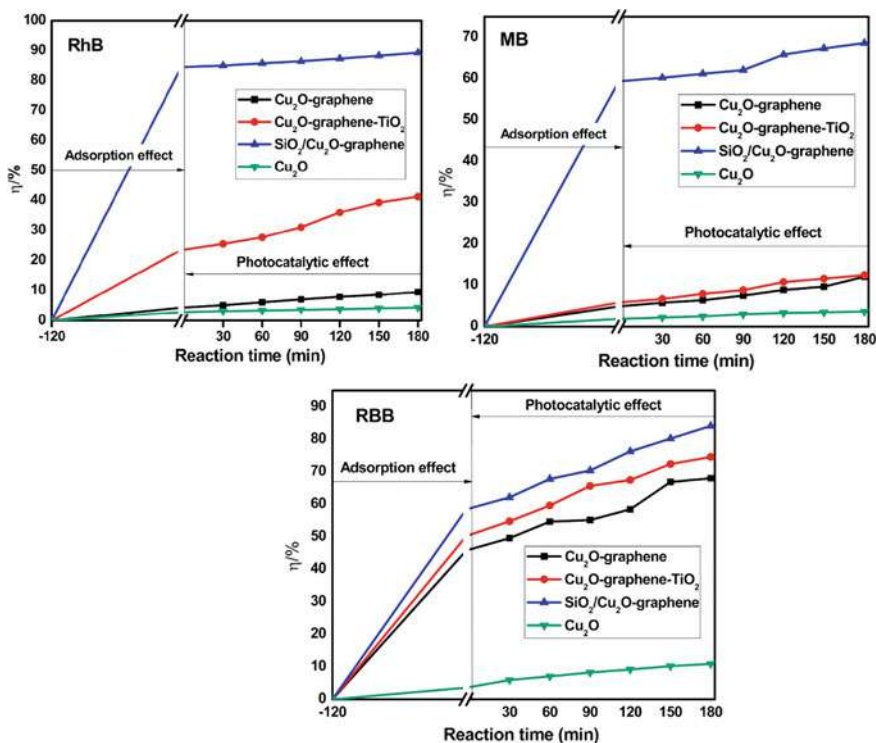 RhB
100
90
80
70
60
50
40
30
20
10
0
η/%
Cu₂O-graphene
Cu₂O-graphene-TiO₂
SiO₂/Cu₂O-graphene
Cu₂O
Adsorption effect
Photocatalytic effect
-120 30 60 90 120 150 180
Reaction time (min)
MB
70
60
50
40
30
20
10
0
η/%
Cu₂O-graphene
Cu₂O-graphene-TiO₂
SiO₂/Cu₂O-graphene
Cu₂O
Adsorption effect
Photocatalytic effect
-120 30 60 90 120 150 180
Reaction time (min)
RBB
90
80
70
60
50
40
30
20
10
0
η/%
Photocatalytic effect
Adsorption effect
Cu₂O-graphene
Cu₂O-graphene-TiO₂
SiO₂/Cu₂O-graphene
Cu₂O
-120 30 60 90 120 150 180
Reaction time (min)